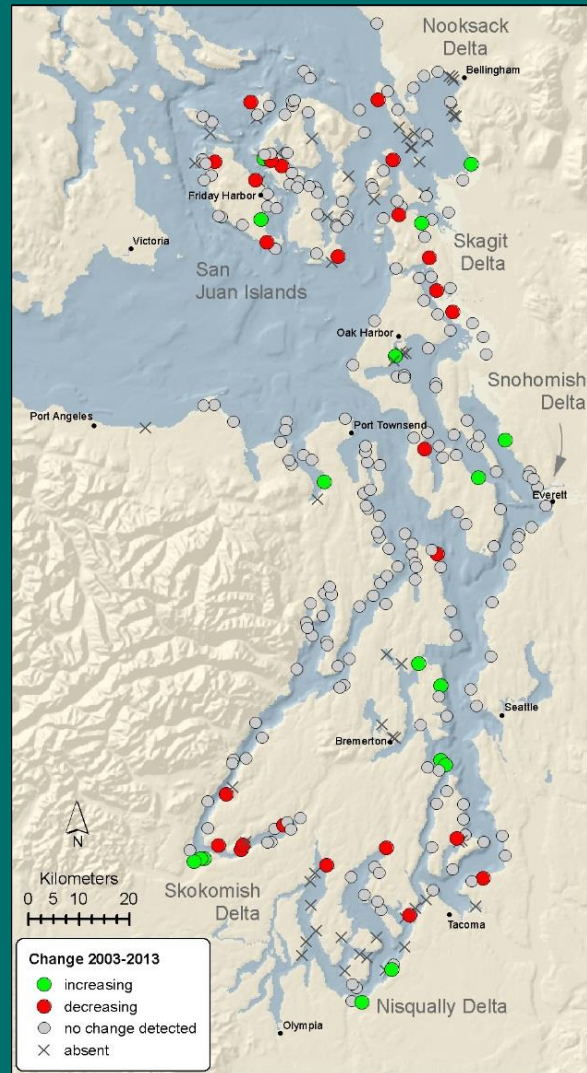 Nooksack
Delta
Bellingham
Friday Harbor
Victoria
San
Juan Islands
Skagit
Delta
Oak Harbor
Snohomish
Delta
Port Angeles
Port Townsend
Everett
Seattle
Bremerton
N
Kilometers
0 5 10 20
Skokomish
Delta
Tacoma
Nisqually Delta
Olympia
Change 2003-2013
increasing
decreasing
no change detected
absent